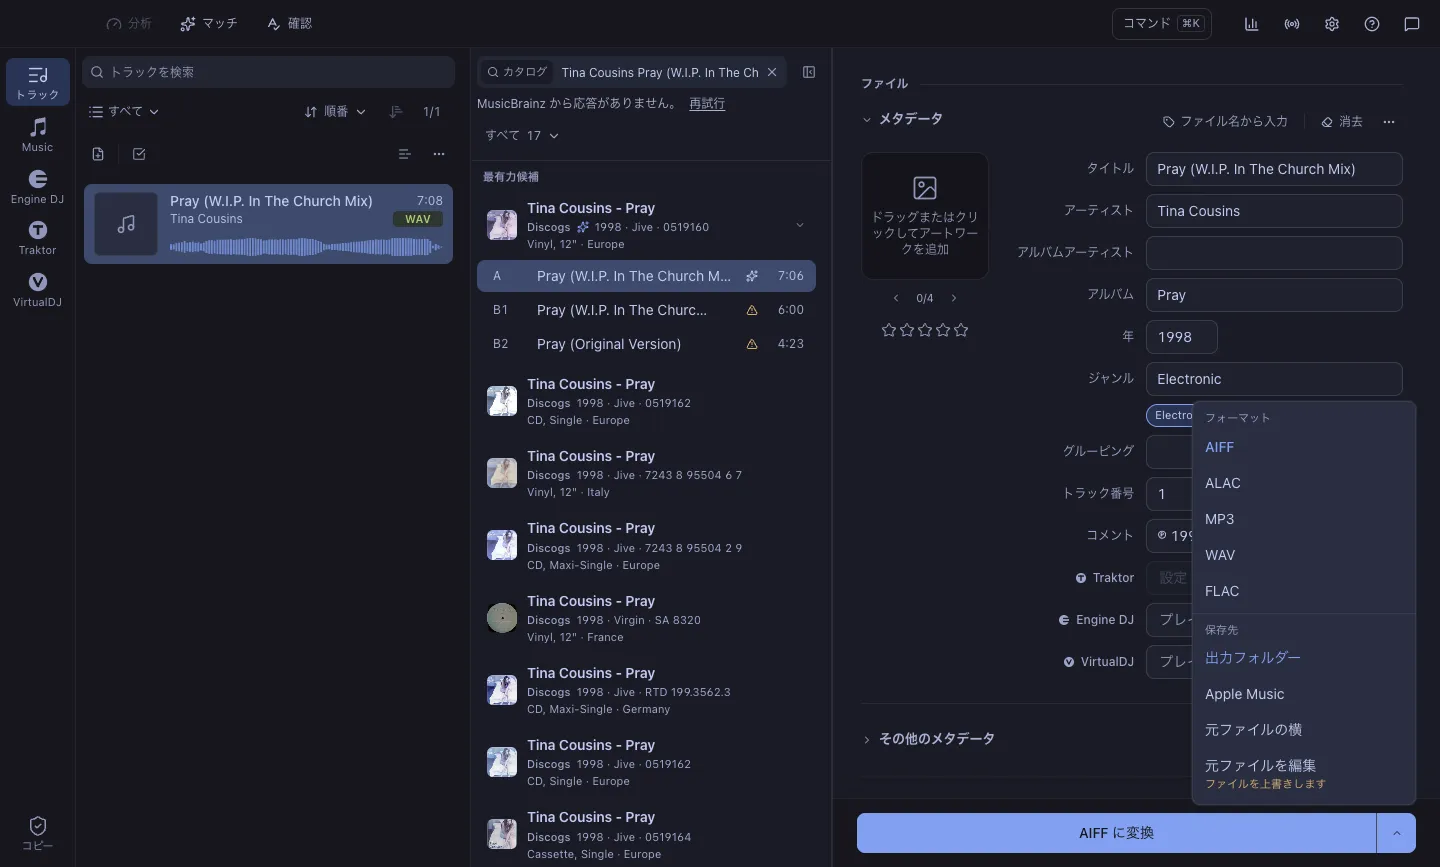 分析
マッチ
確認
コマンド ⌘K
トラック
Music
Engine DJ
Traktor
VirtualDJ
コピー
トラックを検索
すべて
順番
1/1
Pray (W.I.P. In The Church Mix)
7:08
Tina Cousins
WAV
カタログ
Tina Cousins Pray (W.I.P. In The Ch
MusicBrainz から応答がありません。 再試行
すべて 17
最有力候補
Tina Cousins - Pray
Discogs 1998 · Jive · 0519160
Vinyl, 12" · Europe
A Pray (W.I.P. In The Church M... 7:06
B1 Pray (W.I.P. In The Churc... 6:00
B2 Pray (Original Version) 4:23
Tina Cousins - Pray
Discogs 1998 · Jive · 0519162
CD, Single · Europe
Tina Cousins - Pray
Discogs 1998 · Jive · 7243 8 95504 6 7
Vinyl, 12" · Italy
Tina Cousins - Pray
Discogs 1998 · Jive · 7243 8 95504 2 9
CD, Maxi-Single · Europe
Tina Cousins - Pray
Discogs 1998 · Virgin · SA 8320
Vinyl, 12" · France
Tina Cousins - Pray
Discogs 1998 · Jive · RTD 199.3562.3
CD, Maxi-Single · Germany
Tina Cousins - Pray
Discogs 1998 · Jive · 0519162
CD, Single · Europe
Tina Cousins - Pray
Discogs 1998 · Jive · 0519164
Cassette, Single · Europe
ファイル
メタデータ
ファイル名から入力
消去
ドラッグまたはクリ
ックしてアートワー
クを追加
0/4
タイトル Pray (W.I.P. In The Church Mix)
アーティスト Tina Cousins
アルバムアーティスト
アルバム Pray
年 1998
ジャンル Electronic
Electro
グルーピング
トラック番号 1
コメント ℗ 199
Traktor 設定
Engine DJ プレイ
VirtualDJ プレイ
その他のメタデータ
フォーマット
AIFF
ALAC
MP3
WAV
FLAC
保存先
出力フォルダー
Apple Music
元ファイルの横
元ファイルを編集
ファイルを上書きします
AIFF に変換